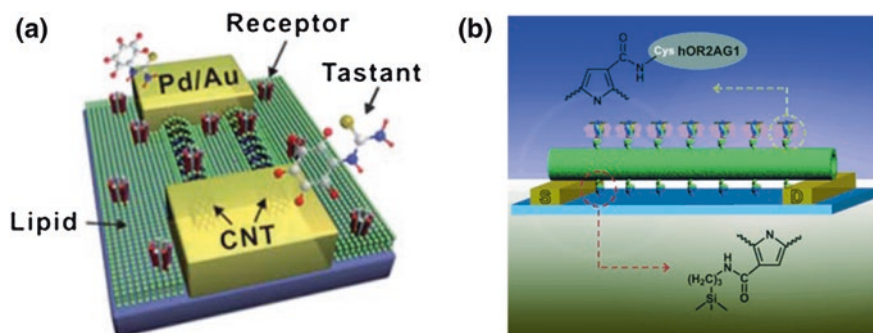 (a)
Receptor
Tastant
Pd/Au
Lipid
CNT
(b)
O
Cys hOR2AG1
N
H
N
S
D
N
H
N
(H₂C)₃
Si
O